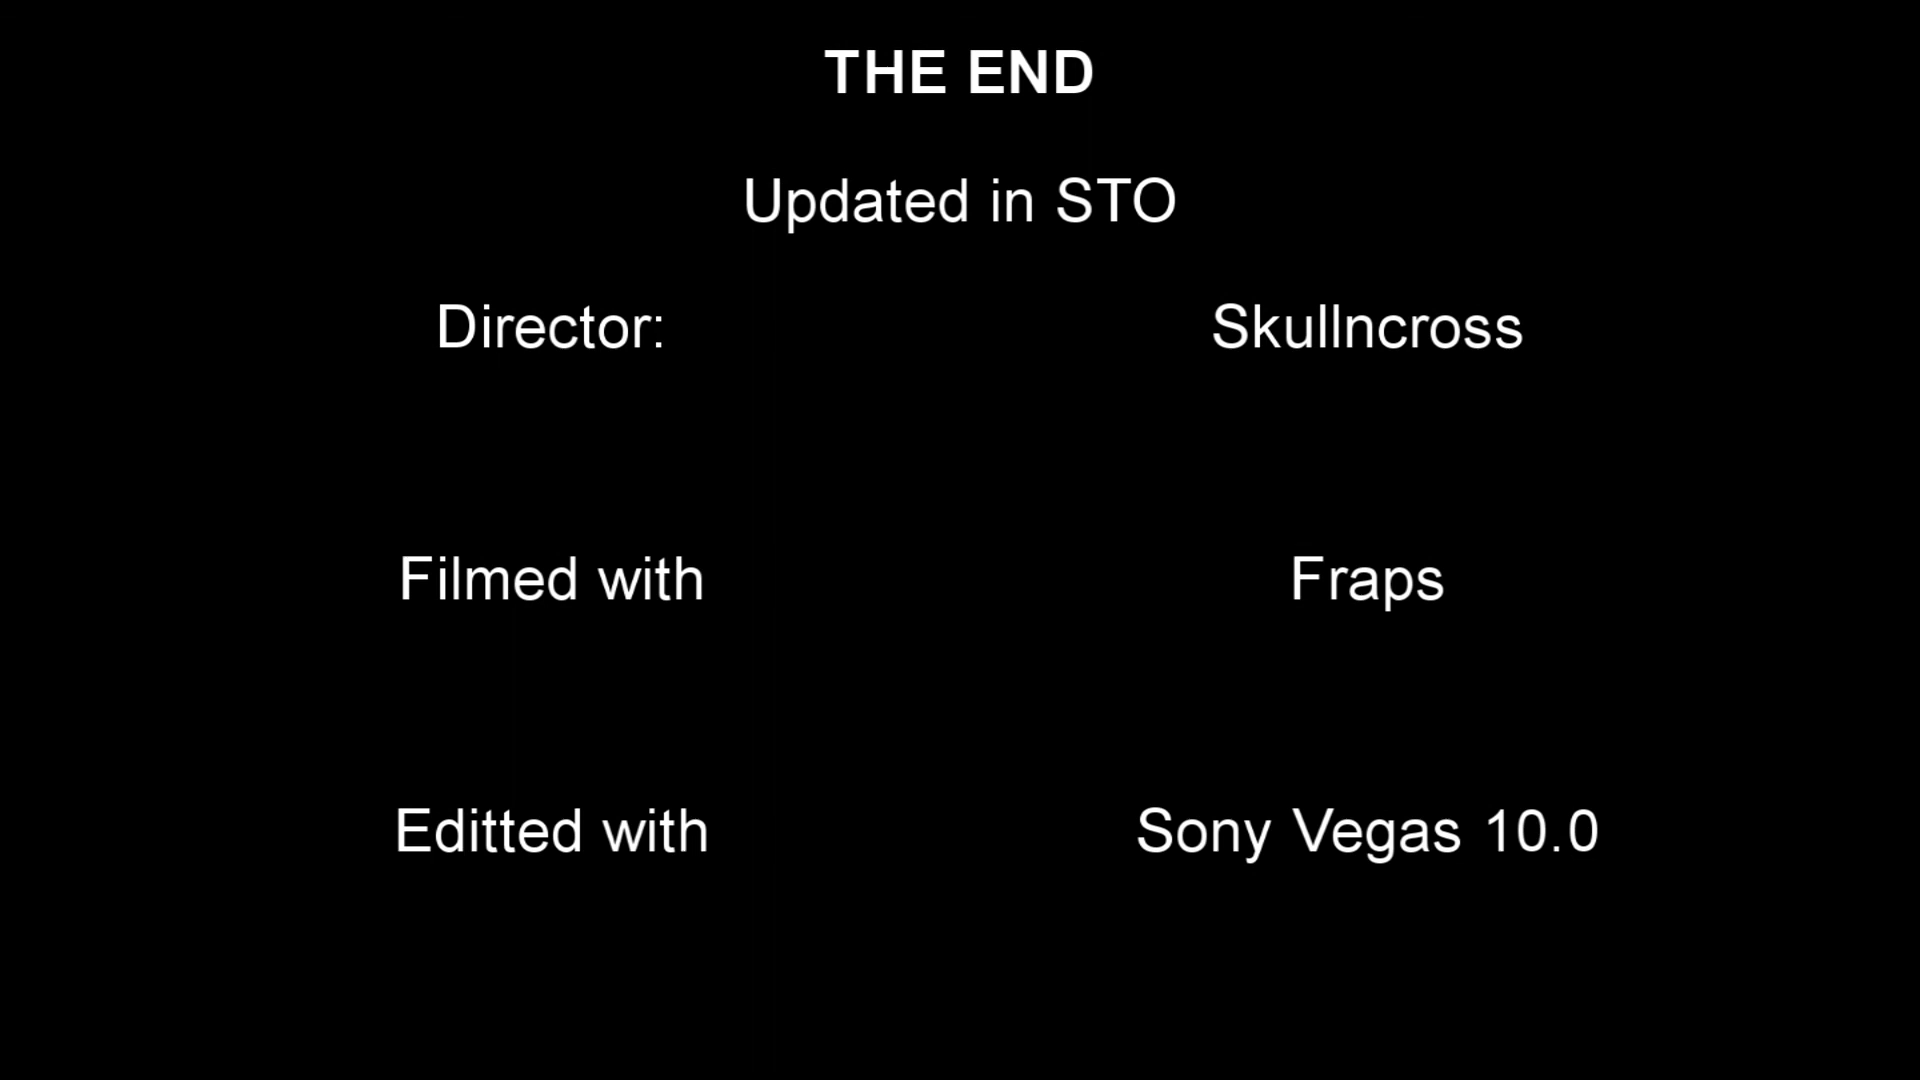 THE END
Updated in STO
Director: Skullncross
Filmed with Fraps
Editted with Sony Vegas 10.0